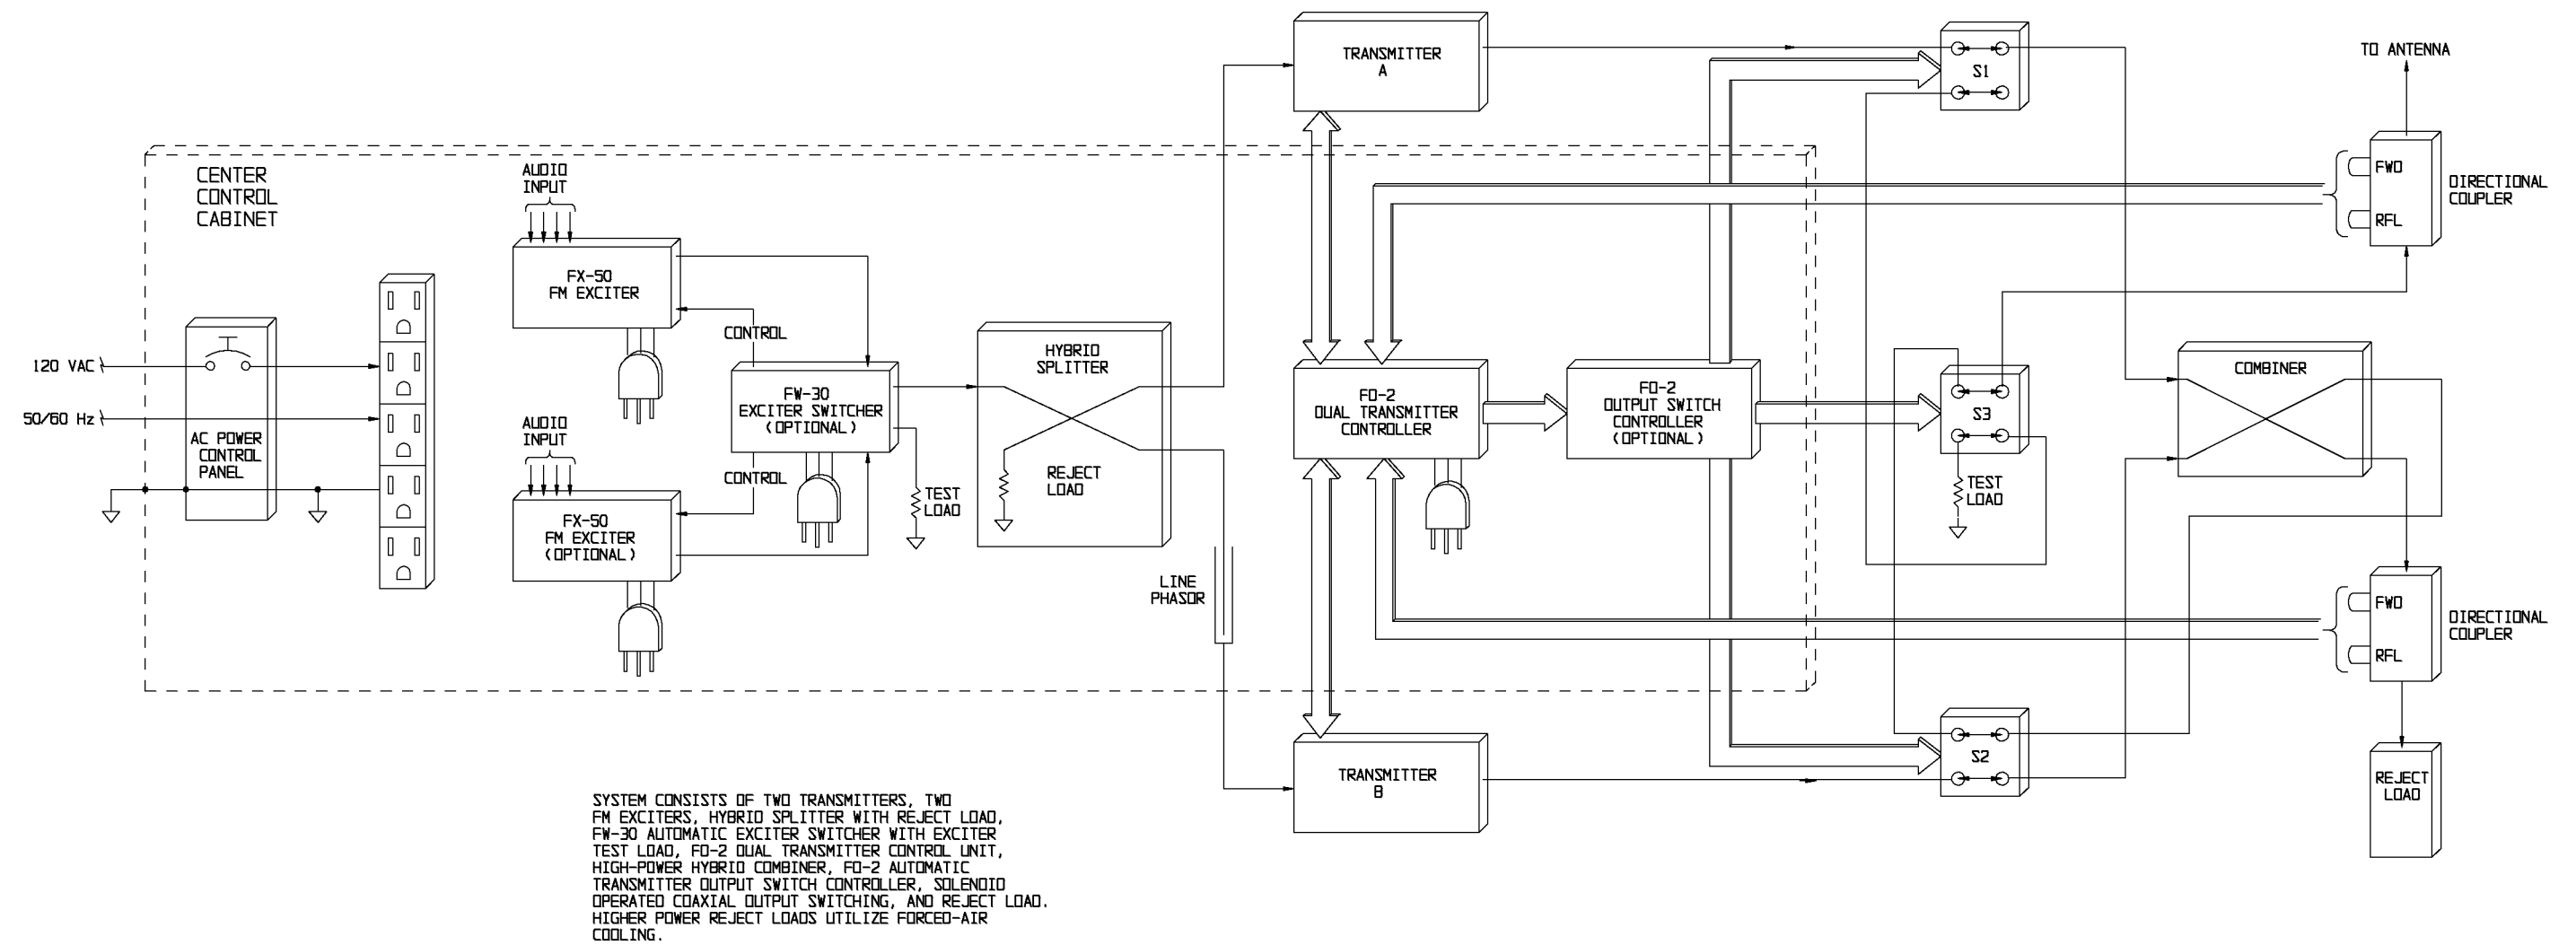 TRANSMITTER
A
S1
TO ANTENNA
FWD
RFL
DIRECTIONAL
COUPLER
CENTER
CONTROL
CABINET
AUDIO
INPUT
FX-50
FM EXCITER
CONTROL
120 VAC
50/60 Hz
AC POWER
CONTROL
PANEL
FW-30
EXCITER SWITCHER
(OPTIONAL)
AUDIO
INPUT
CONTROL
FX-50
FM EXCITER
(OPTIONAL)
TEST
LOAD
HYBRID
SPLITTER
REJECT
LOAD
LINE
PHASOR
FD-2
DUAL TRANSMITTER
CONTROLLER
FD-2
OUTPUT SWITCH
CONTROLLER
(OPTIONAL)
S3
TEST
LOAD
COMBINER
FWD
RFL
DIRECTIONAL
COUPLER
TRANSMITTER
B
S2
REJECT
LOAD
SYSTEM CONSISTS OF TWO TRANSMITTERS, TWO
FM EXCITERS, HYBRID SPLITTER WITH REJECT LOAD,
FW-30 AUTOMATIC EXCITER SWITCHER WITH EXCITER
TEST LOAD, FD-2 DUAL TRANSMITTER CONTROL UNIT,
HIGH-POWER HYBRID COMBINER, FD-2 AUTOMATIC
TRANSMITTER OUTPUT SWITCH CONTROLLER, SOLENOID
OPERATED COAXIAL OUTPUT SWITCHING, AND REJECT LOAD.
HIGHER POWER REJECT LOADS UTILIZE FORCED-AIR
COOLING.